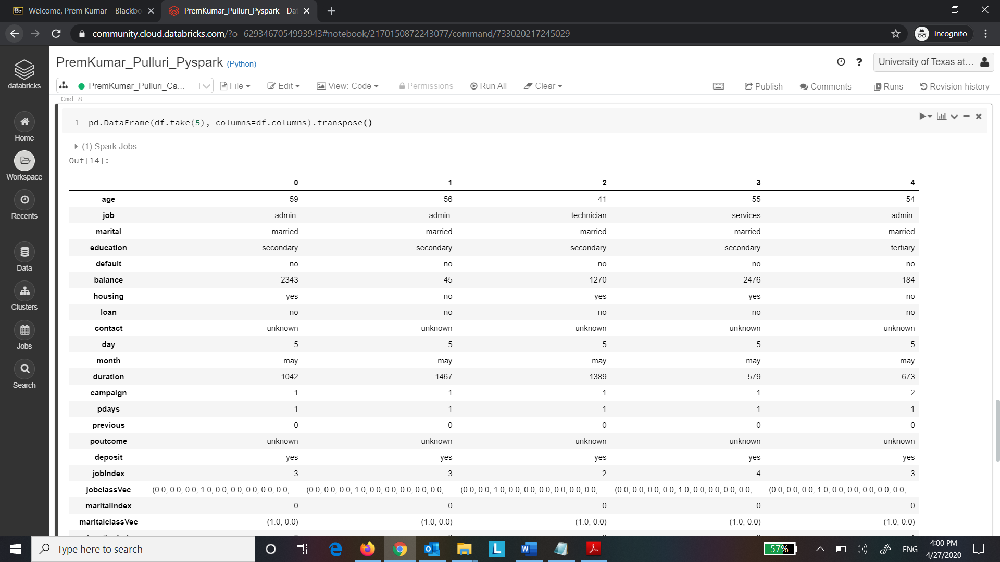 Welcome, Prem Kumar – Blackbo
PremKumar_Pulluri_Pyspark - Dat
community.cloud.databricks.com/?o=6293467054993943#notebook/2170150872243077/command/733020217245029
Incognito
databricks
Home
Workspace
Recents
Data
Clusters
Jobs
Search
PremKumar_Pulluri_Pyspark (Python)
University of Texas at...
PremKumar_Pulluri_Ca... File Edit View: Code Permissions Run All Clear Publish Comments Runs Revision history
Cmd 8
1 pd.DataFrame(df.take(5), columns=df.columns).transpose()
(1) Spark Jobs
Out[14]:
0 1 2 3 4
age 59 56 41 55 54
job admin. admin. technician services admin.
marital married married married married married
education secondary secondary secondary secondary tertiary
default no no no no no
balance 2343 45 1270 2476 184
housing yes no yes yes no
loan no no no no no
contact unknown unknown unknown unknown unknown
day 5 5 5 5 5
month may may may may may
duration 1042 1467 1389 579 673
campaign 1 1 1 1 2
pdays -1 -1 -1 -1 -1
previous 0 0 0 0 0
poutcome unknown unknown unknown unknown unknown
deposit yes yes yes yes yes
jobIndex 3 3 2 4 3
jobclassVec (0.0, 0.0, 0.0, 1.0, 0.0, 0.0, 0.0, 0.0, 0.0, ... (0.0, 0.0, 0.0, 1.0, 0.0, 0.0, 0.0, 0.0, 0.0, ... (0.0, 0.0, 1.0, 0.0, 0.0, 0.0, 0.0, 0.0, 0.0, ... (0.0, 0.0, 0.0, 0.0, 1.0, 0.0, 0.0, 0.0, 0.0, ... (0.0, 0.0, 0.0, 1.0, 0.0, 0.0, 0.0, 0.0, 0.0, ...
maritalIndex 0 0 0 0 0
maritalclassVec (1.0, 0.0) (1.0, 0.0) (1.0, 0.0) (1.0, 0.0) (1.0, 0.0)
Type here to search
57%
ENG
4:00 PM
4/27/2020